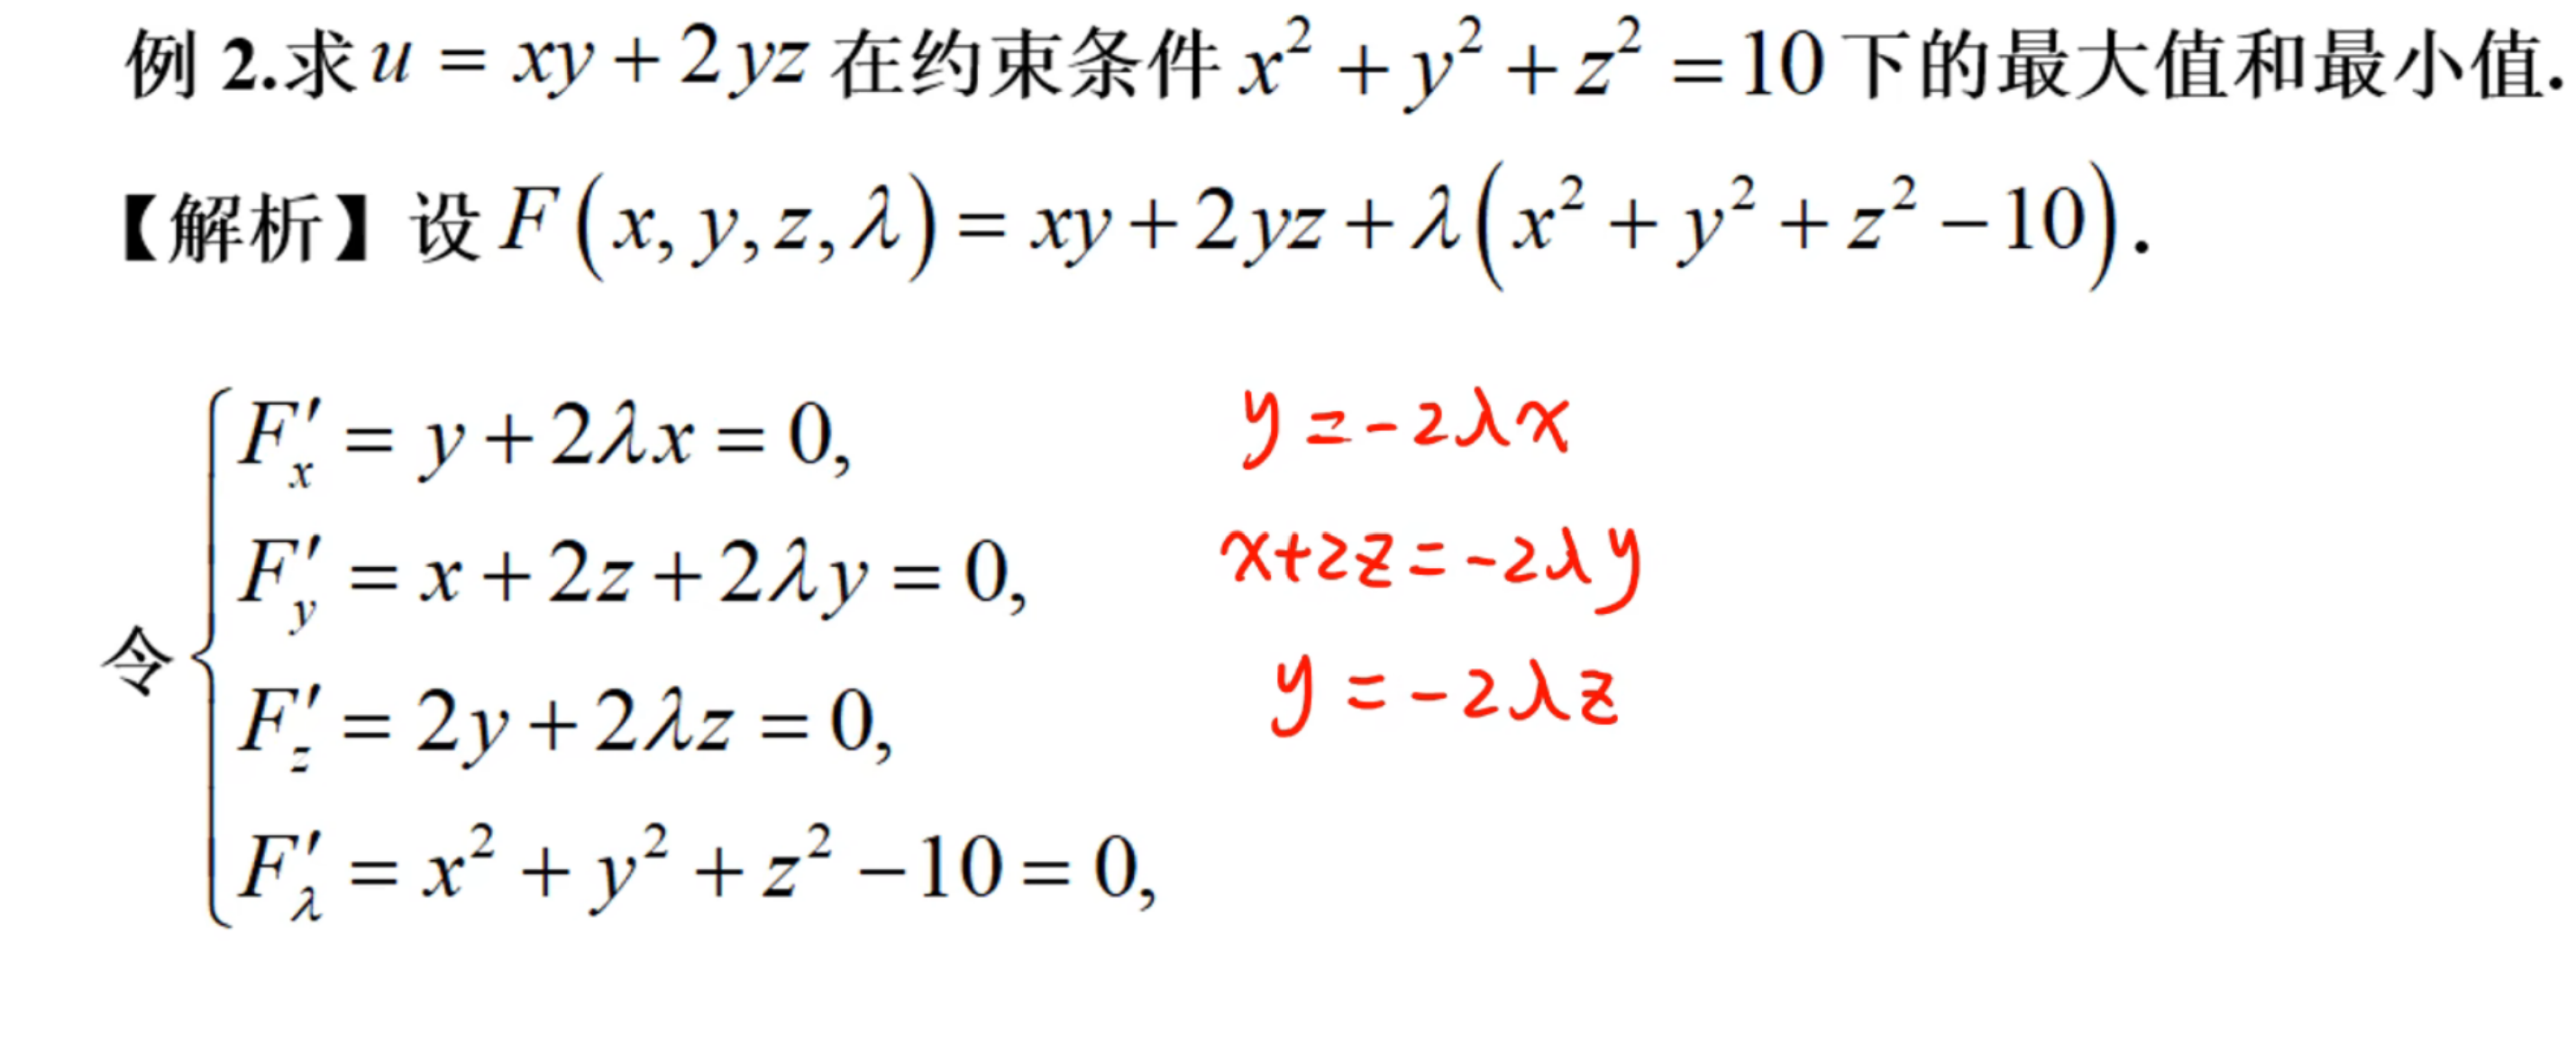 例 2.求 u = xy + 2yz 在约束条件 x² + y² + z² = 10 下的最大值和最小值.
【解析】设 F(x, y, z, λ) = xy + 2yz + λ(x² + y² + z² − 10).
令
F′ₓ = y + 2λx = 0, y = -2λx
F′_y = x + 2z + 2λy = 0, x+2z = -2λy
F′_z = 2y + 2λz = 0, y = -2λz
F′_λ = x² + y² + z² − 10 = 0,